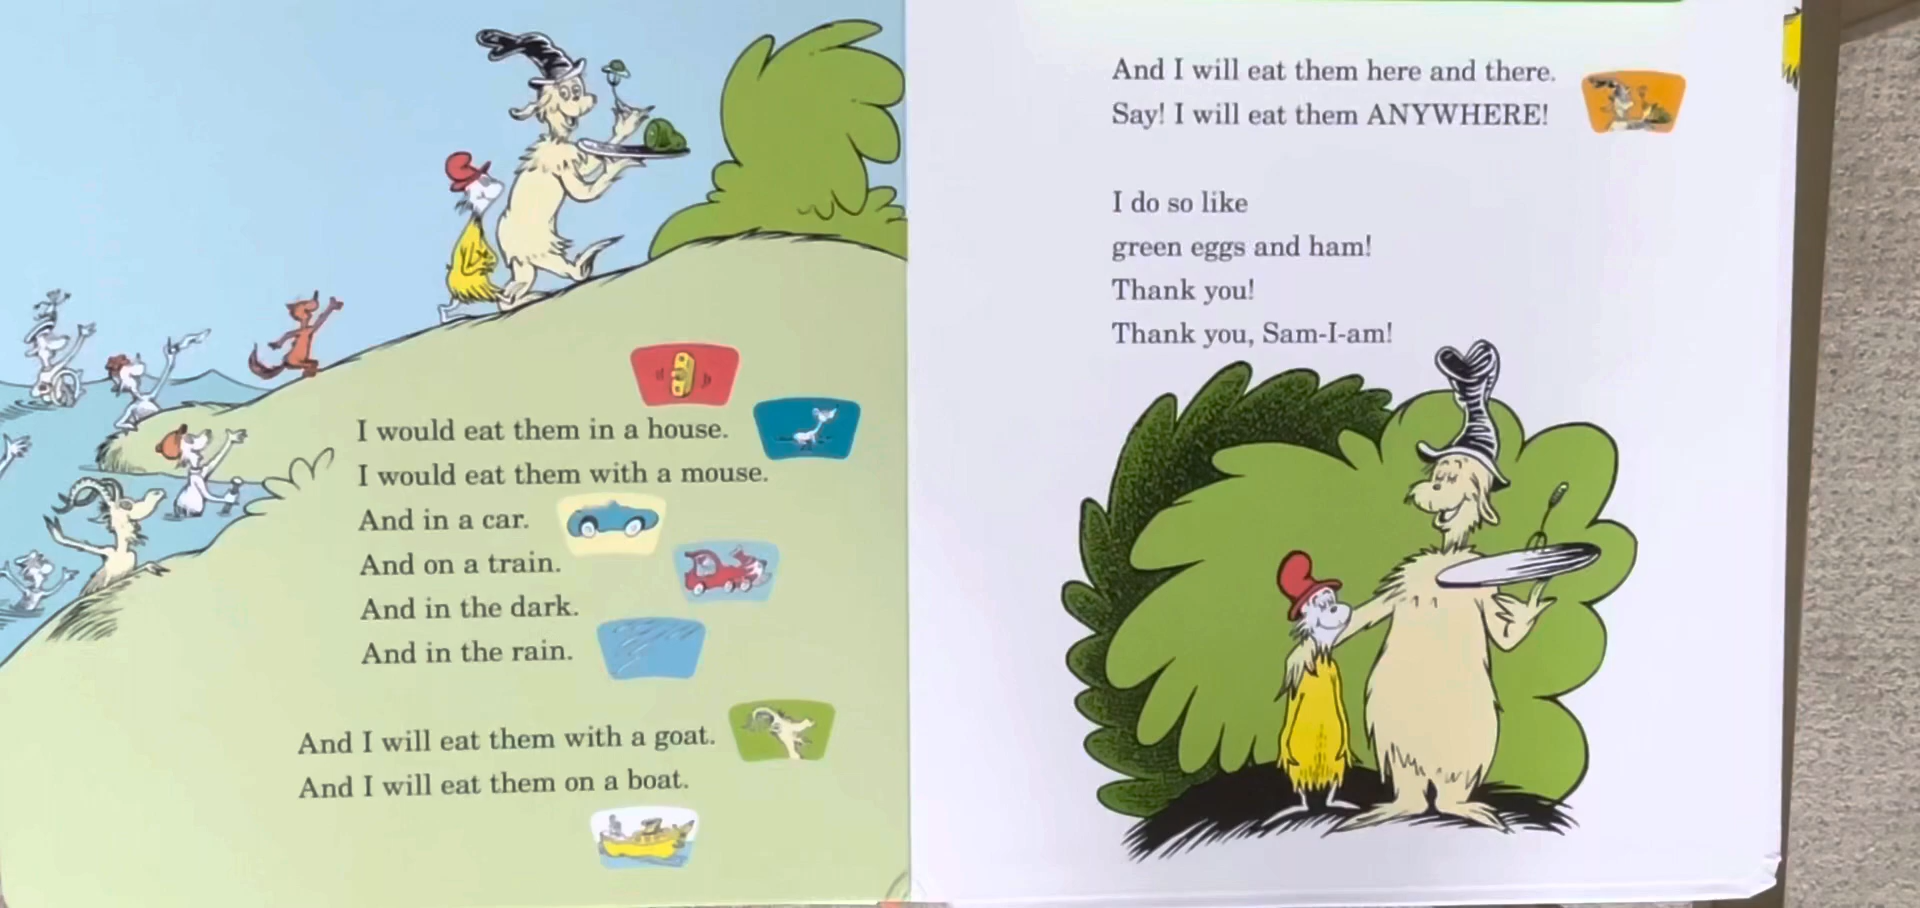 I would eat them in a house.
I would eat them with a mouse.
And in a car.
And on a train.
And in the dark.
And in the rain.
And I will eat them with a goat.
And I will eat them on a boat.
And I will eat them here and there.
Say! I will eat them ANYWHERE!
I do so like
green eggs and ham!
Thank you!
Thank you, Sam-I-am!